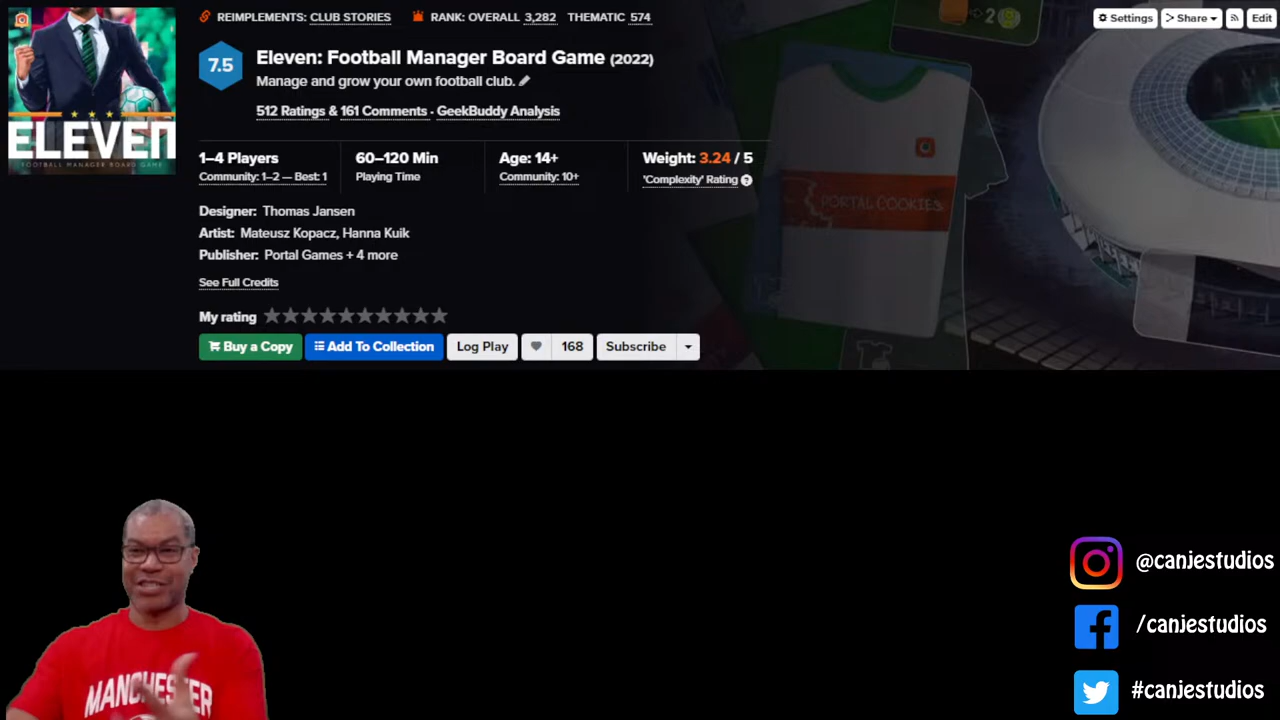 REIMPLEMENTS: CLUB STORIES RANK: OVERALL 3,282 THEMATIC 574
Settings Share Edit
7.5
Eleven: Football Manager Board Game (2022)
Manage and grow your own football club.
512 Ratings & 161 Comments · GeekBuddy Analysis
ELEVEN
FOOTBALL MANAGER BOARD GAME
1–4 Players 60–120 Min Age: 14+ Weight: 3.24 / 5
Community: 1–2 — Best: 1 Playing Time Community: 10+ 'Complexity' Rating ?
Designer: Thomas Jansen
Artist: Mateusz Kopacz, Hanna Kuik
Publisher: Portal Games + 4 more
See Full Credits
My rating
Buy a Copy Add To Collection Log Play 168 Subscribe
PORTAL COOKIES
2
@canjestudios
/canjestudios
#canjestudios
MANCHESTER